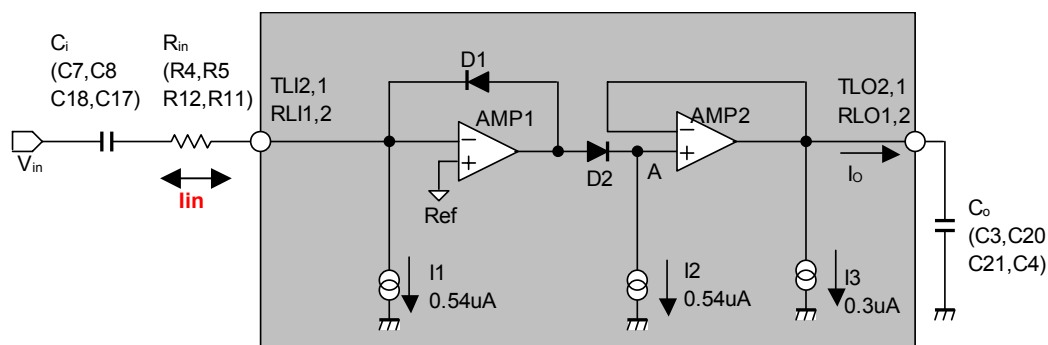 Ci
(C7,C8
C18,C17)
Rin
(R4,R5
R12,R11)
Vin
Iin
TLI2,1
RLI1,2
D1
AMP1
Ref
D2
A
AMP2
TLO2,1
RLO1,2
IO
Co
(C3,C20
C21,C4)
I1
0.54uA
I2
0.54uA
I3
0.3uA